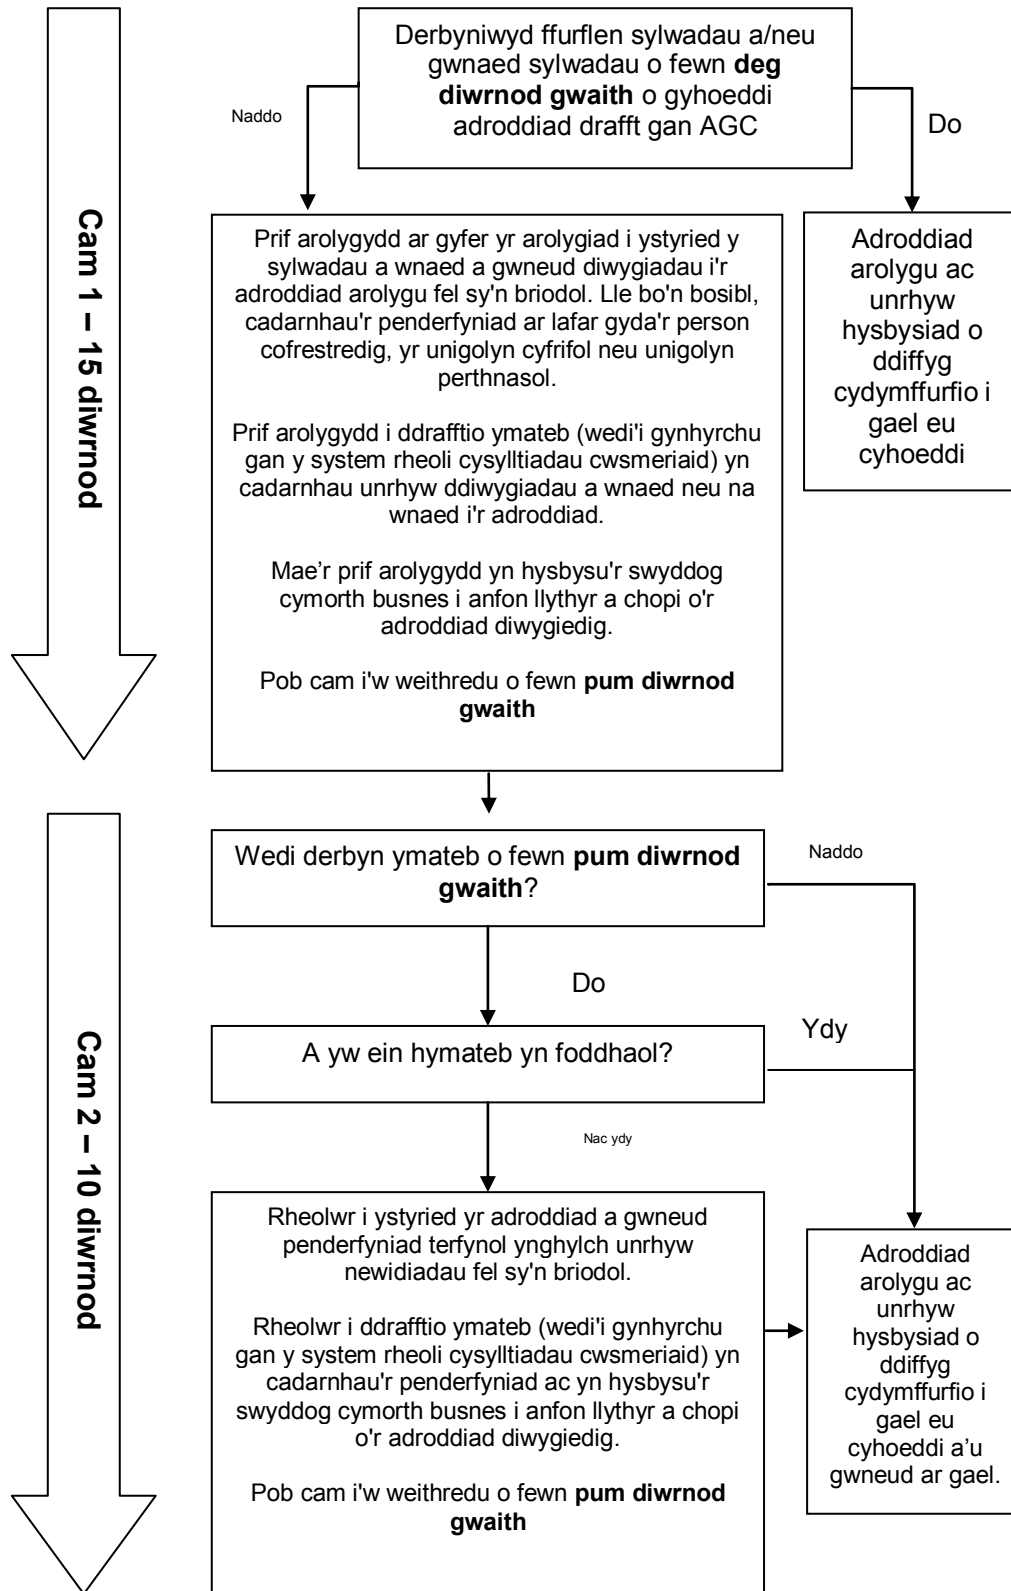 Derbyniwyd ffurflen sylwadau a/neu
gwnaed sylwadau o fewn deg
diwrnod gwaith o gyhoeddi
adroddiad drafft gan AGC
Naddo
Do
Cam 1 – 15 diwrnod
Prif arolygydd ar gyfer yr arolygiad i ystyried y
sylwadau a wnaed a gwneud diwygiadau i'r
adroddiad arolygu fel sy'n briodol. Lle bo'n bosibl,
cadarnhau'r penderfyniad ar lafar gyda'r person
cofrestredig, yr unigolyn cyfrifol neu unigolyn
perthnasol.
Prif arolygydd i ddrafftio ymateb (wedi'i gynhyrchu
gan y system rheoli cysylltiadau cwsmeriaid) yn
cadarnhau unrhyw ddiwygiadau a wnaed neu na
wnaed i'r adroddiad.
Mae'r prif arolygydd yn hysbysu'r swyddog
cymorth busnes i anfon llythyr a chopi o'r
adroddiad diwygiedig.
Pob cam i'w weithredu o fewn pum diwrnod
gwaith
Adroddiad
arolygu ac
unrhyw
hysbysiad o
ddiffyg
cydymffurfio i
gael eu
cyhoeddi
Cam 2 – 10 diwrnod
Wedi derbyn ymateb o fewn pum diwrnod
gwaith?
Naddo
Do
A yw ein hymateb yn foddhaol?
Ydy
Nac ydy
Rheolwr i ystyried yr adroddiad a gwneud
penderfyniad terfynol ynghylch unrhyw
newidiadau fel sy'n briodol.
Rheolwr i ddrafftio ymateb (wedi'i gynhyrchu
gan y system rheoli cysylltiadau cwsmeriaid) yn
cadarnhau'r penderfyniad ac yn hysbysu'r
swyddog cymorth busnes i anfon llythyr a chopi
o'r adroddiad diwygiedig.
Pob cam i'w weithredu o fewn pum diwrnod
gwaith
Adroddiad
arolygu ac
unrhyw
hysbysiad o
ddiffyg
cydymffurfio i
gael eu
cyhoeddi a'u
gwneud ar gael.